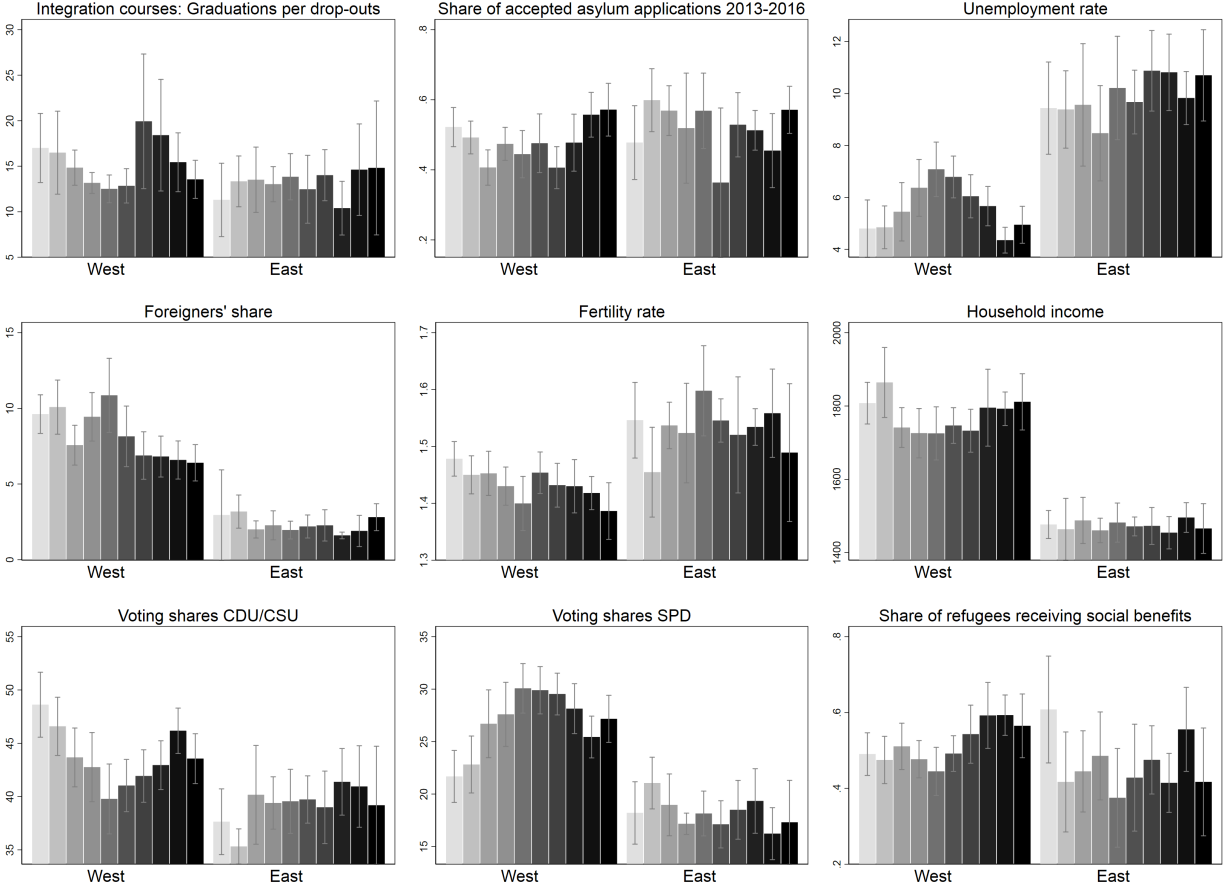 Integration courses: Graduations per drop-outs
30
25
20
15
10
5
West East
Share of accepted asylum applications 2013-2016
.8
.6
.4
.2
West East
Unemployment rate
12
10
8
6
4
West East
Foreigners' share
15
10
5
0
West East
Fertility rate
1.7
1.6
1.5
1.4
1.3
West East
Household income
2000
1800
1600
1400
West East
Voting shares CDU/CSU
55
50
45
40
35
West East
Voting shares SPD
35
30
25
20
15
West East
Share of refugees receiving social benefits
.8
.6
.4
.2
West East